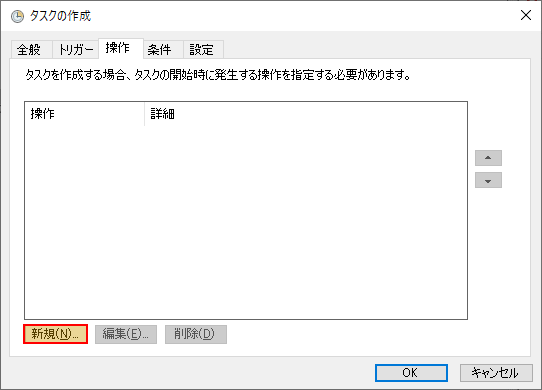 タスクの作成
全般 トリガー 操作 条件 設定
タスクを作成する場合、タスクの開始時に発生する操作を指定する必要があります。
操作 詳細
新規(N)... 編集(E)... 削除(D)
OK キャンセル